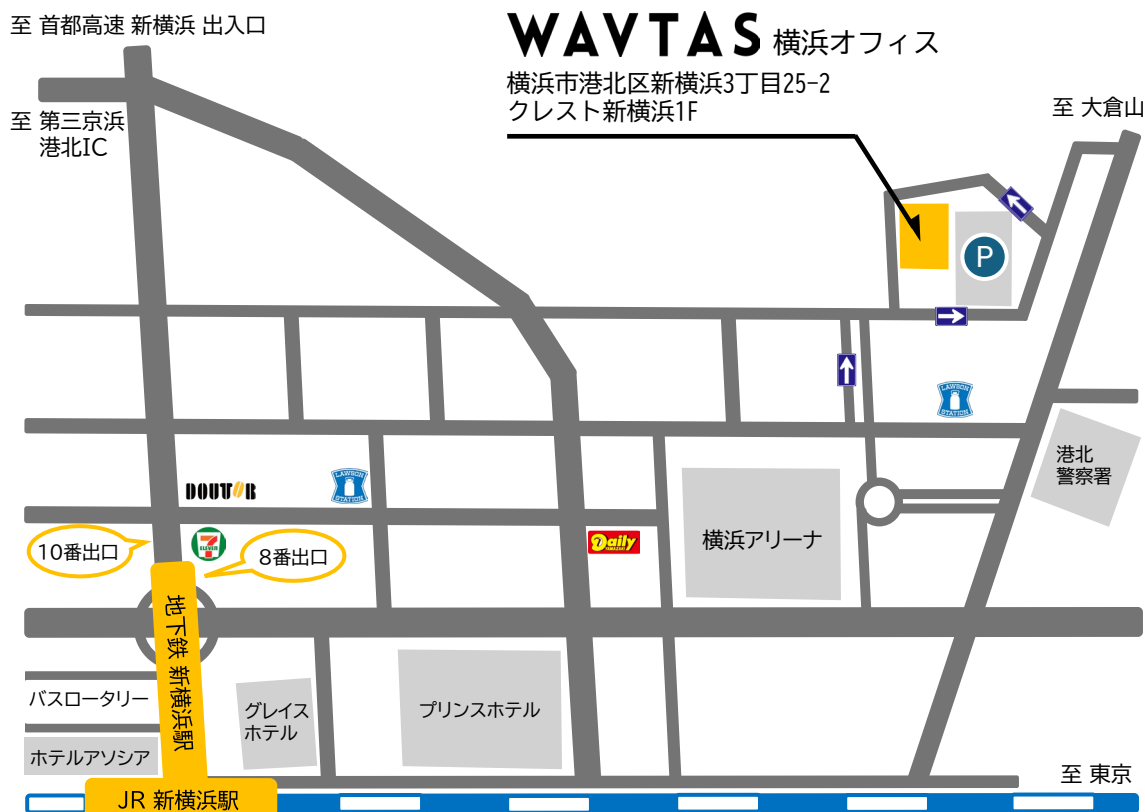 至 首都高速 新横浜 出入口
WAVTAS 横浜オフィス
横浜市港北区新横浜3丁目25-2
クレスト新横浜1F
至 第三京浜
港北IC
至 大倉山
P
LAWSON
STATION
港北
警察署
DOUTOR
LAWSON
STATION
10番出口
7
ELEVEN
8番出口
Daily
YAMAZAKI
横浜アリーナ
地下鉄 新横浜駅
バスロータリー
グレイス
ホテル
プリンスホテル
ホテルアソシア
至 東京
JR 新横浜駅